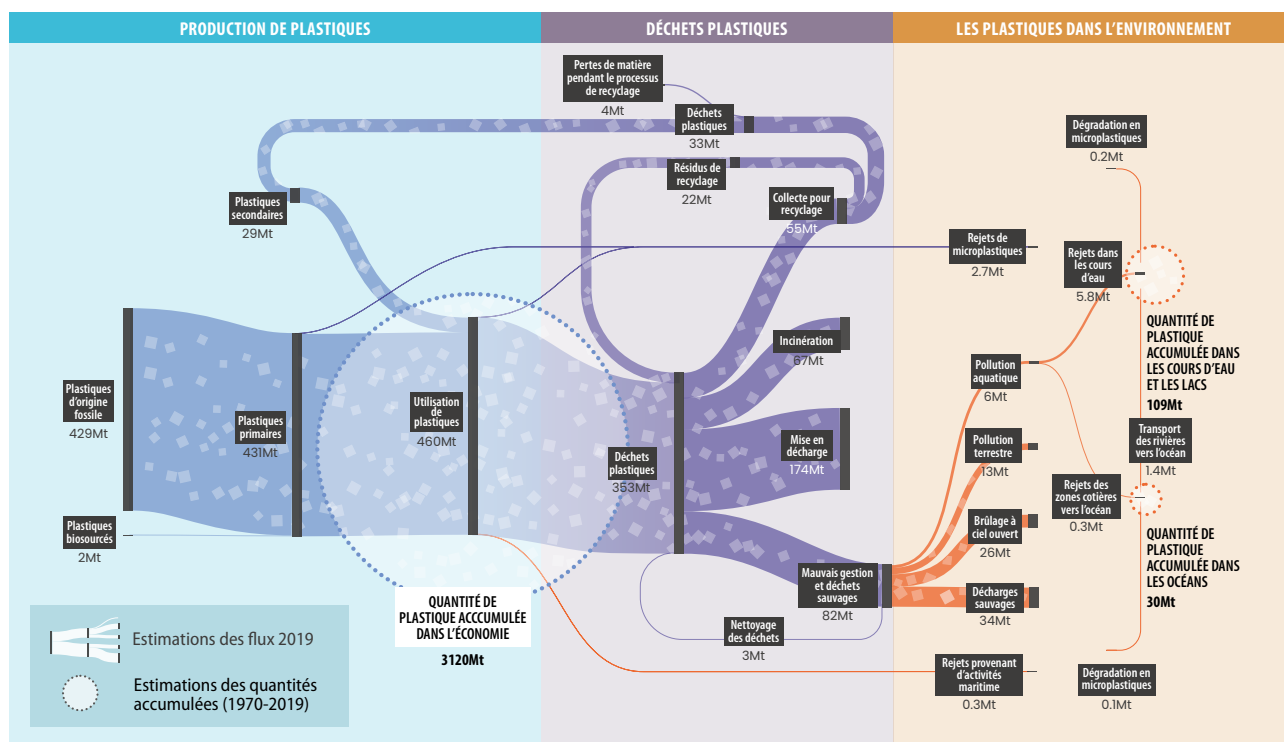 PRODUCTION DE PLASTIQUES
DÉCHETS PLASTIQUES
LES PLASTIQUES DANS L'ENVIRONNEMENT
Pertes de matière
pendant le processus
de recyclage
4Mt
Déchets
plastiques
33Mt
Résidus de
recyclage
22Mt
Collecte pour
recyclage
55Mt
Plastiques
secondaires
29Mt
Plastiques
d'origine
fossile
429Mt
Plastiques
primaires
431Mt
Utilisation
de
plastiques
460Mt
Déchets
plastiques
353Mt
Incinération
67Mt
Mise en
décharge
174Mt
Plastiques
biosourcés
2Mt
Mauvais gestion
et déchets
sauvages
82Mt
Nettoyage
des déchets
3Mt
QUANTITÉ DE
PLASTIQUE ACCCUMULÉE
DANS L'ÉCONOMIE
3120Mt
Estimations des flux 2019
Estimations des quantités
accumulées (1970-2019)
Dégradation en
microplastiques
0.2Mt
Rejets de
microplastiques
2.7Mt
Rejets dans
les cours
d'eau
5.8Mt
QUANTITÉ DE
PLASTIQUE
ACCUMULÉE DANS
LES COURS D'EAU
ET LES LACS
109Mt
Pollution
aquatique
6Mt
Pollution
terrestre
13Mt
Transport
des rivières
vers l'océan
1.4Mt
Rejets des
zones cotières
vers l'océan
0.3Mt
Brûlage à
ciel ouvert
26Mt
QUANTITÉ DE
PLASTIQUE
ACCUMULÉE DANS
LES OCÉANS
30Mt
Décharges
sauvages
34Mt
Rejets provenant
d'activités
maritime
0.3Mt
Dégradation en
microplastiques
0.1Mt